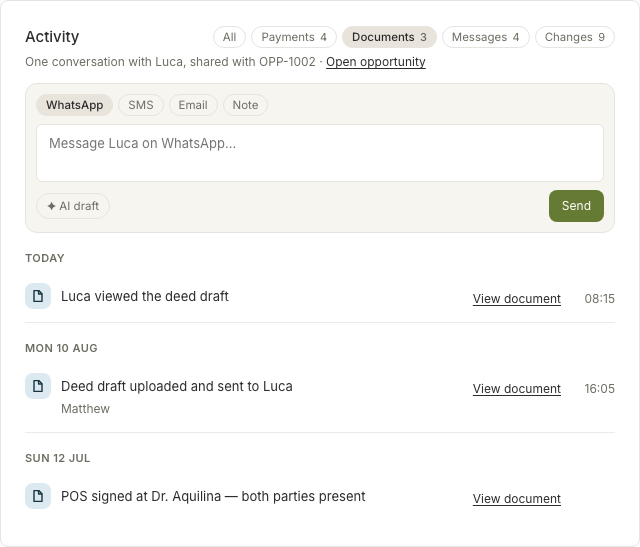 Activity
All
Payments 4
Documents 3
Messages 4
Changes 9
One conversation with Luca, shared with OPP-1002 · Open opportunity
WhatsApp
SMS
Email
Note
Message Luca on WhatsApp...
AI draft
Send
TODAY
Luca viewed the deed draft
View document
08:15
MON 10 AUG
Deed draft uploaded and sent to Luca
View document
16:05
Matthew
SUN 12 JUL
POS signed at Dr. Aquilina — both parties present
View document